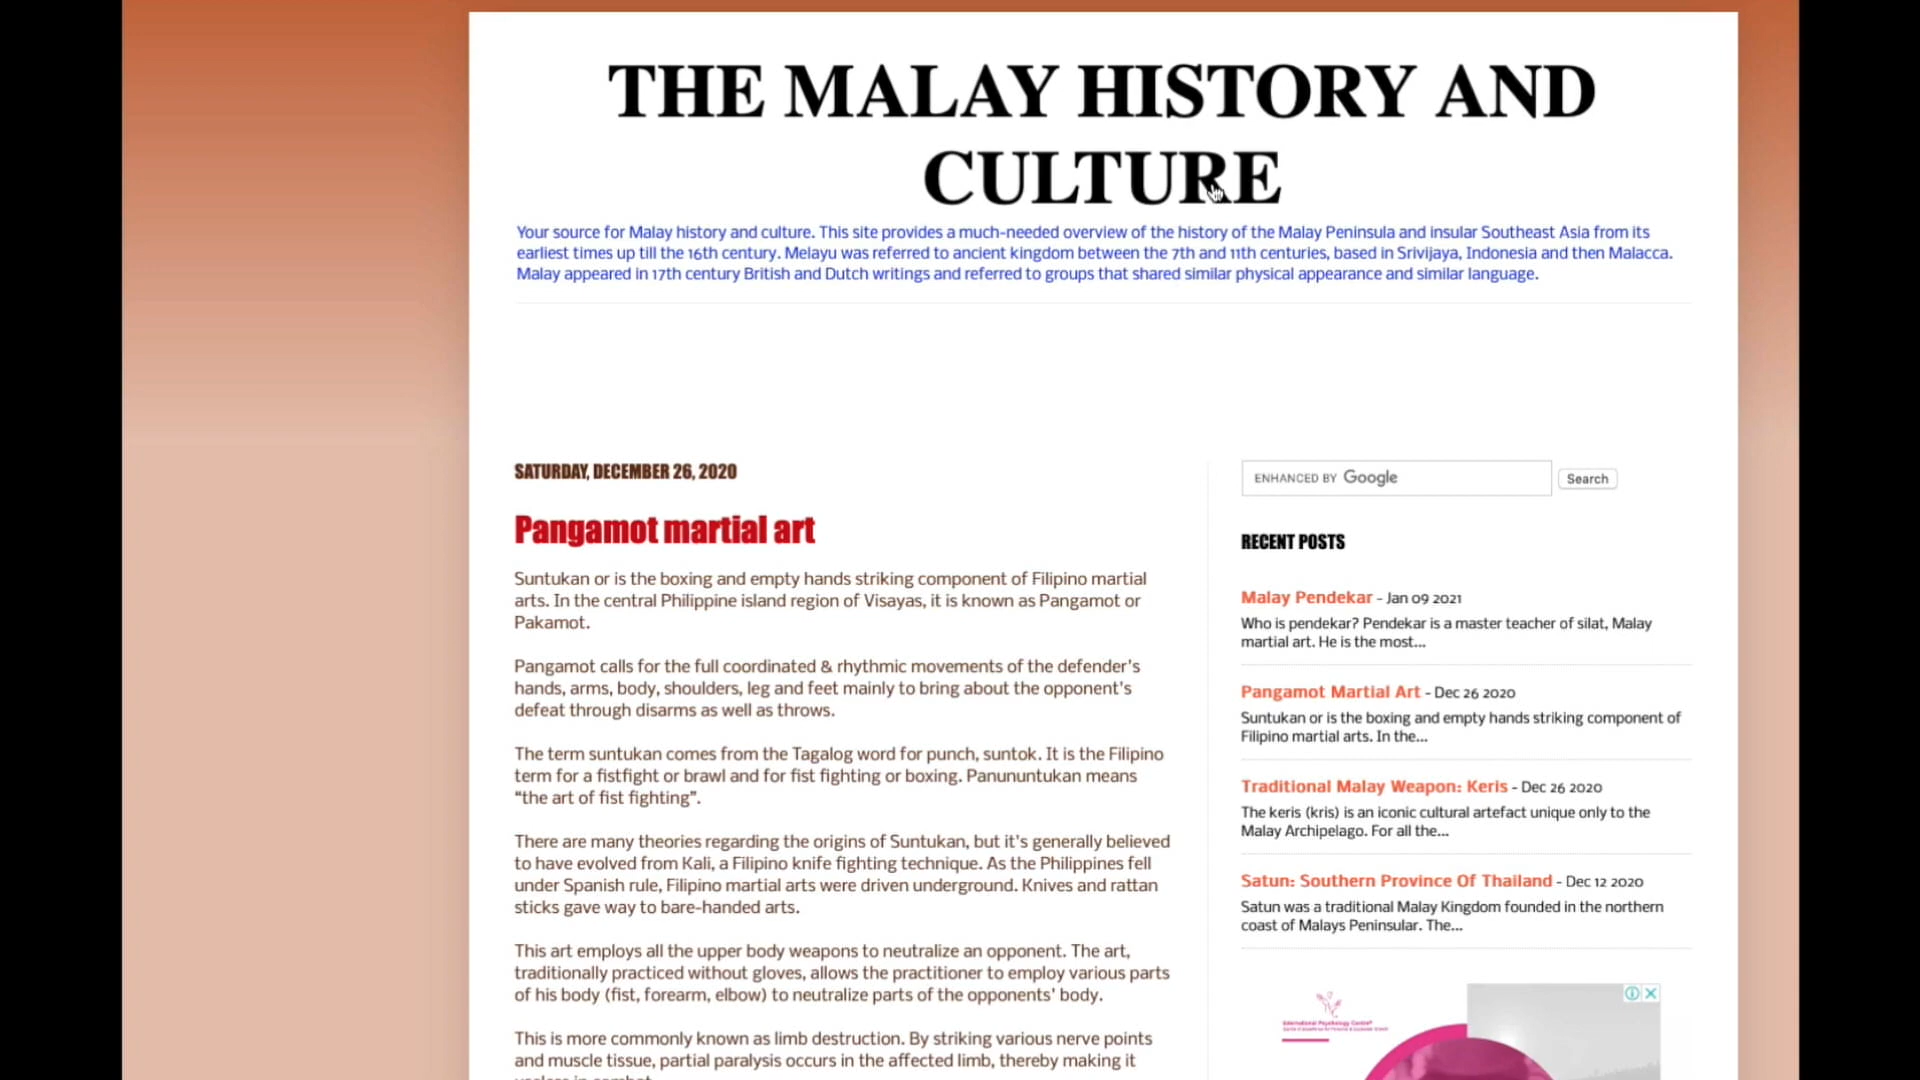 THE MALAY HISTORY AND
CULTURE
Your source for Malay history and culture. This site provides a much-needed overview of the history of the Malay Peninsula and insular Southeast Asia from its
earliest times up till the 16th century. Melayu was referred to ancient kingdom between the 7th and 11th centuries, based in Srivijaya, Indonesia and then Malacca.
Malay appeared in 17th century British and Dutch writings and referred to groups that shared similar physical appearance and similar language.
SATURDAY, DECEMBER 26, 2020
Pangamot martial art
Suntukan or is the boxing and empty hands striking component of Filipino martial
arts. In the central Philippine island region of Visayas, it is known as Pangamot or
Pakamot.
Pangamot calls for the full coordinated & rhythmic movements of the defender's
hands, arms, body, shoulders, leg and feet mainly to bring about the opponent's
defeat through disarms as well as throws.
The term suntukan comes from the Tagalog word for punch, suntok. It is the Filipino
term for a fistfight or brawl and for fist fighting or boxing. Panununtukan means
“the art of fist fighting”.
There are many theories regarding the origins of Suntukan, but it's generally believed
to have evolved from Kali, a Filipino knife fighting technique. As the Philippines fell
under Spanish rule, Filipino martial arts were driven underground. Knives and rattan
sticks gave way to bare-handed arts.
This art employs all the upper body weapons to neutralize an opponent. The art,
traditionally practiced without gloves, allows the practitioner to employ various parts
of his body (fist, forearm, elbow) to neutralize parts of the opponents' body.
This is more commonly known as limb destruction. By striking various nerve points
and muscle tissue, partial paralysis occurs in the affected limb, thereby making it
ENHANCED BY Google
Search
RECENT POSTS
Malay Pendekar - Jan 09 2021
Who is pendekar? Pendekar is a master teacher of silat, Malay
martial art. He is the most...
Pangamot Martial Art - Dec 26 2020
Suntukan or is the boxing and empty hands striking component of
Filipino martial arts. In the...
Traditional Malay Weapon: Keris - Dec 26 2020
The keris (kris) is an iconic cultural artefact unique only to the
Malay Archipelago. For all the...
Satun: Southern Province Of Thailand - Dec 12 2020
Satun was a traditional Malay Kingdom founded in the northern
coast of Malays Peninsular. The...
International Psychology Centre